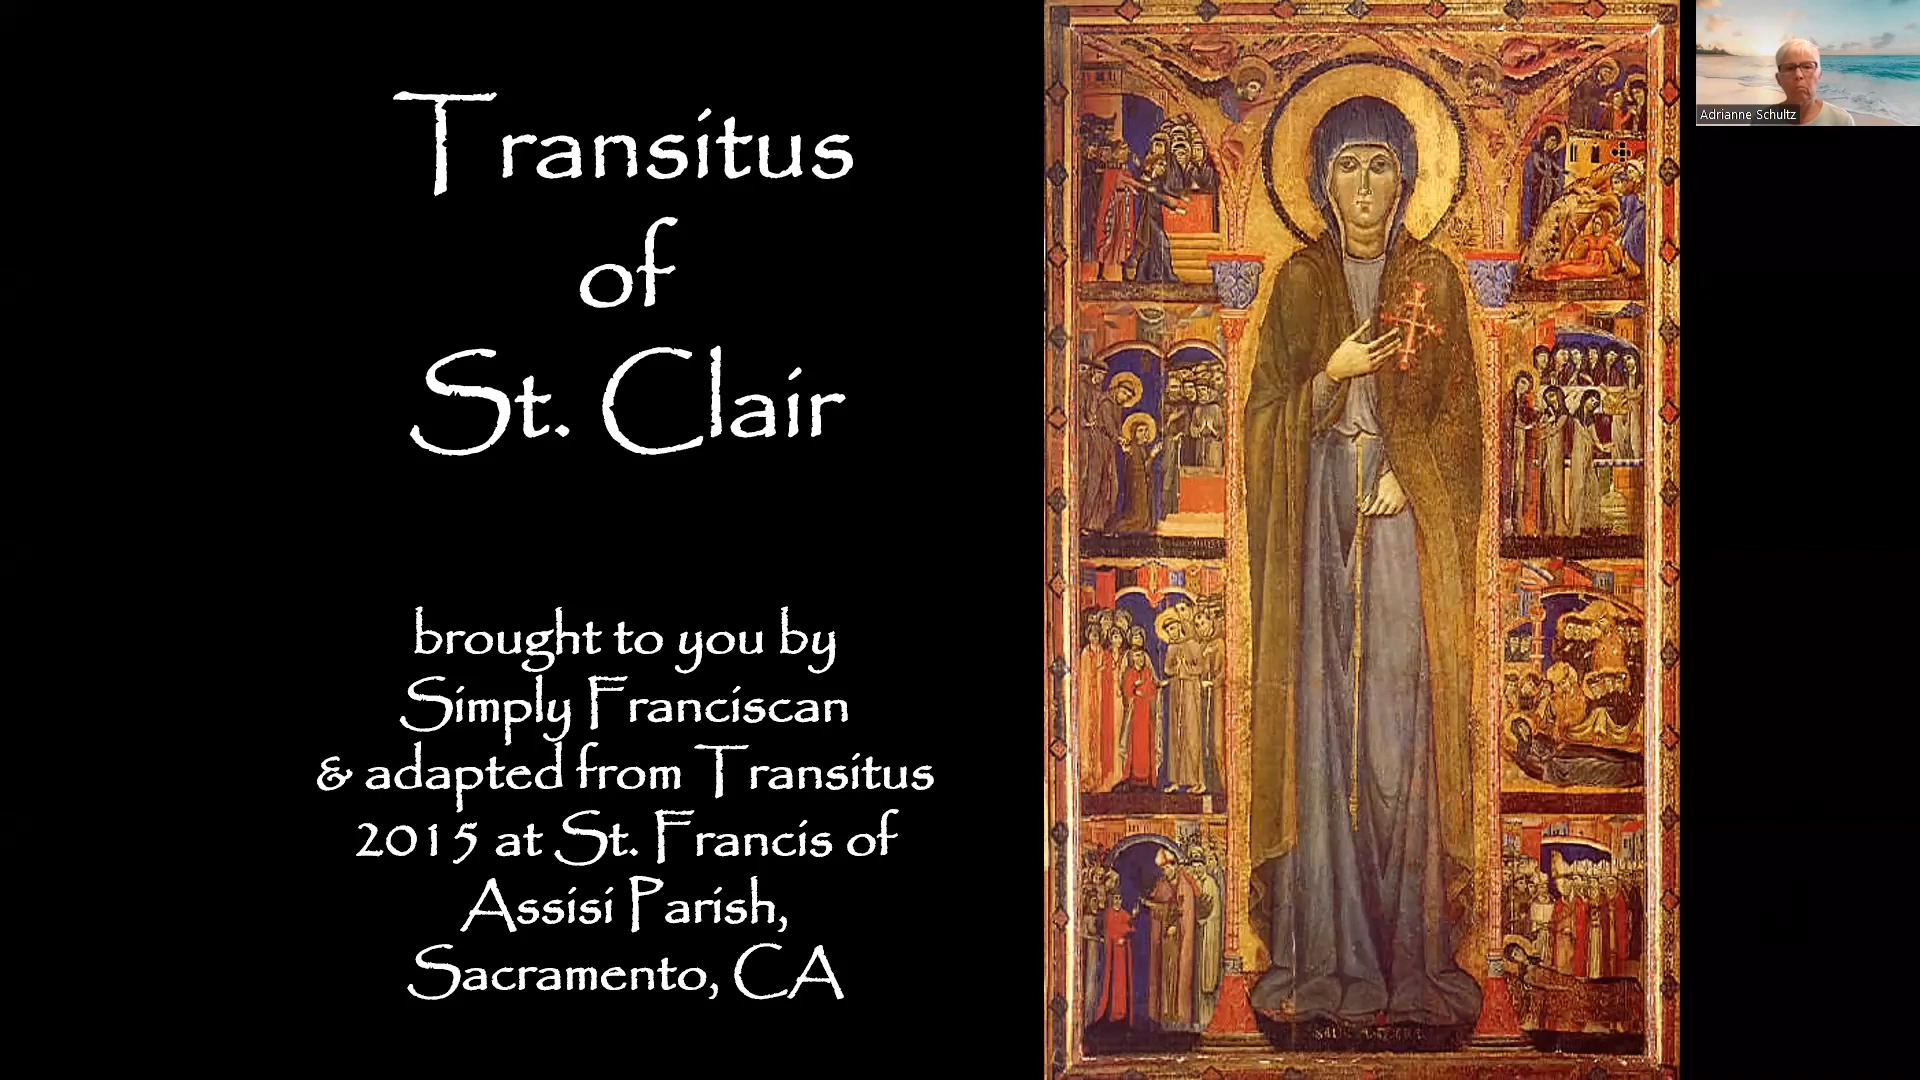 Transitus
of
St. Clair
brought to you by
Simply Franciscan
& adapted from Transitus
2015 at St. Francis of
Assisi Parish,
Sacramento, CA
Adrianne Schultz